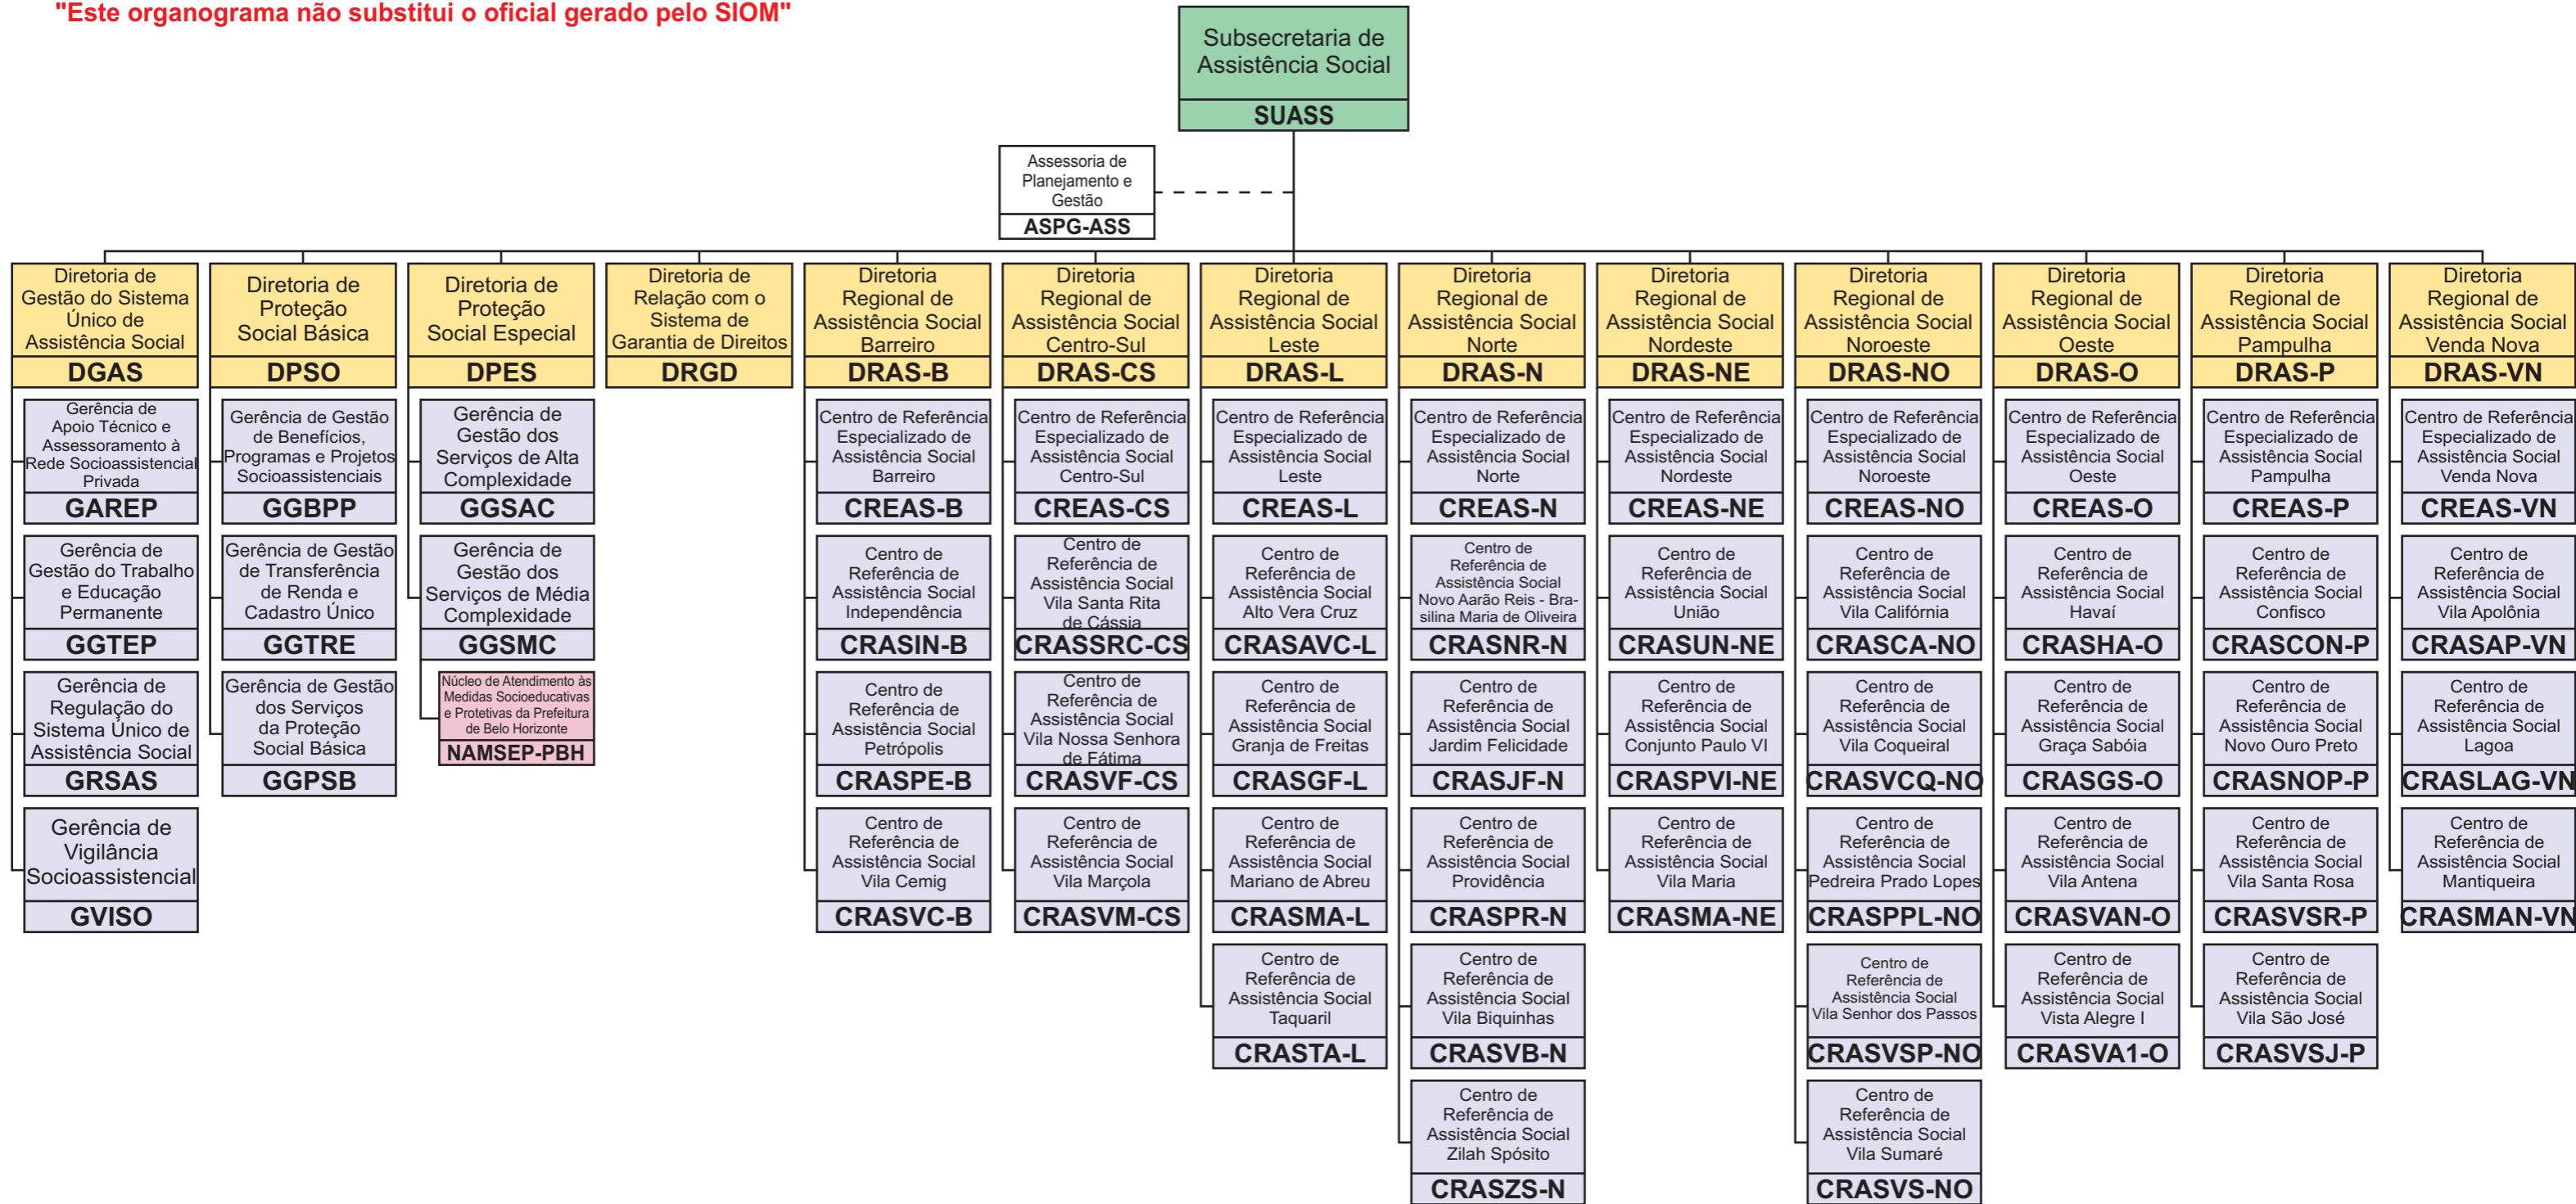 "Este organograma não substitui o oficial gerado pelo SIOM"
Subsecretaria de
Assistência Social
SUASS
Assessoria de
Planejamento e
Gestão
ASPG-ASS
Diretoria de
Gestão do Sistema
Único de
Assistência Social
DGAS
Gerência de
Apoio Técnico e
Assessoramento à
Rede Socioassistencial
Privada
GAREP
Gerência de
Gestão do Trabalho
e Educação
Permanente
GGTEP
Gerência de
Regulação do
Sistema Único de
Assistência Social
GRSAS
Gerência de
Vigilância
Socioassistencial
GVISO
Diretoria de
Proteção
Social Básica
DPSO
Gerência de Gestão
de Benefícios,
Programas e Projetos
Socioassistenciais
GGBPP
Gerência de Gestão
de Transferência
de Renda e
Cadastro Único
GGTRE
Gerência de Gestão
dos Serviços
da Proteção
Social Básica
GGPSB
Diretoria de
Proteção
Social Especial
DPES
Gerência de
Gestão dos
Serviços de Alta
Complexidade
GGSAC
Gerência de
Gestão dos
Serviços de Média
Complexidade
GGSMC
Núcleo de Atendimento às
Medidas Socioeducativas
e Protetivas da Prefeitura
de Belo Horizonte
NAMSEP-PBH
Diretoria de
Relação com o
Sistema de
Garantia de Direitos
DRGD
Diretoria
Regional de
Assistência Social
Barreiro
DRAS-B
Centro de Referência
Especializado de
Assistência Social
Barreiro
CREAS-B
Centro de
Referência de
Assistência Social
Independência
CRASIN-B
Centro de
Referência de
Assistência Social
Petrópolis
CRASPE-B
Centro de
Referência de
Assistência Social
Vila Cemig
CRASVC-B
Diretoria
Regional de
Assistência Social
Centro-Sul
DRAS-CS
Centro de Referência
Especializado de
Assistência Social
Centro-Sul
CREAS-CS
Centro de
Referência de
Assistência Social
Vila Santa Rita
de Cássia
CRASSRC-CS
Centro de
Referência de
Assistência Social
Vila Nossa Senhora
de Fátima
CRASVF-CS
Centro de
Referência de
Assistência Social
Vila Marçola
CRASVM-CS
Diretoria
Regional de
Assistência Social
Leste
DRAS-L
Centro de Referência
Especializado de
Assistência Social
Leste
CREAS-L
Centro de
Referência de
Assistência Social
Alto Vera Cruz
CRASAVC-L
Centro de
Referência de
Assistência Social
Granja de Freitas
CRASGF-L
Centro de
Referência de
Assistência Social
Mariano de Abreu
CRASMA-L
Centro de
Referência de
Assistência Social
Taquaril
CRASTA-L
Diretoria
Regional de
Assistência Social
Norte
DRAS-N
Centro de Referência
Especializado de
Assistência Social
Norte
CREAS-N
Centro de
Referência de
Assistência Social
Novo Aarão Reis - Bra-
silina Maria de Oliveira
CRASNR-N
Centro de
Referência de
Assistência Social
Jardim Felicidade
CRASJF-N
Centro de
Referência de
Assistência Social
Providência
CRASPR-N
Centro de
Referência de
Assistência Social
Vila Biquinhas
CRASVB-N
Centro de
Referência de
Assistência Social
Zilah Spósito
CRASZS-N
Diretoria
Regional de
Assistência Social
Nordeste
DRAS-NE
Centro de Referência
Especializado de
Assistência Social
Nordeste
CREAS-NE
Centro de
Referência de
Assistência Social
União
CRASUN-NE
Centro de
Referência de
Assistência Social
Conjunto Paulo VI
CRASPVI-NE
Centro de
Referência de
Assistência Social
Vila Maria
CRASMA-NE
Diretoria
Regional de
Assistência Social
Noroeste
DRAS-NO
Centro de Referência
Especializado de
Assistência Social
Noroeste
CREAS-NO
Centro de
Referência de
Assistência Social
Vila Califórnia
CRASCA-NO
Centro de
Referência de
Assistência Social
Vila Coqueiral
CRASVCQ-NO
Centro de
Referência de
Assistência Social
Pedreira Prado Lopes
CRASPPL-NO
Centro de
Referência de
Assistência Social
Vila Senhor dos Passos
CRASVSP-NO
Centro de
Referência de
Assistência Social
Vila Sumaré
CRASVS-NO
Diretoria
Regional de
Assistência Social
Oeste
DRAS-O
Centro de Referência
Especializado de
Assistência Social
Oeste
CREAS-O
Centro de
Referência de
Assistência Social
Havaí
CRASHA-O
Centro de
Referência de
Assistência Social
Graça Sabóia
CRASGS-O
Centro de
Referência de
Assistência Social
Vila Antena
CRASVAN-O
Centro de
Referência de
Assistência Social
Vista Alegre I
CRASVA1-O
Diretoria
Regional de
Assistência Social
Pampulha
DRAS-P
Centro de Referência
Especializado de
Assistência Social
Pampulha
CREAS-P
Centro de
Referência de
Assistência Social
Confisco
CRASCON-P
Centro de
Referência de
Assistência Social
Novo Ouro Preto
CRASNOP-P
Centro de
Referência de
Assistência Social
Vila Santa Rosa
CRASVSR-P
Centro de
Referência de
Assistência Social
Vila São José
CRASVSJ-P
Diretoria
Regional de
Assistência Social
Venda Nova
DRAS-VN
Centro de Referência
Especializado de
Assistência Social
Venda Nova
CREAS-VN
Centro de
Referência de
Assistência Social
Vila Apolônia
CRASAP-VN
Centro de
Referência de
Assistência Social
Lagoa
CRASLAG-VN
Centro de
Referência de
Assistência Social
Mantiqueira
CRASMAN-VN